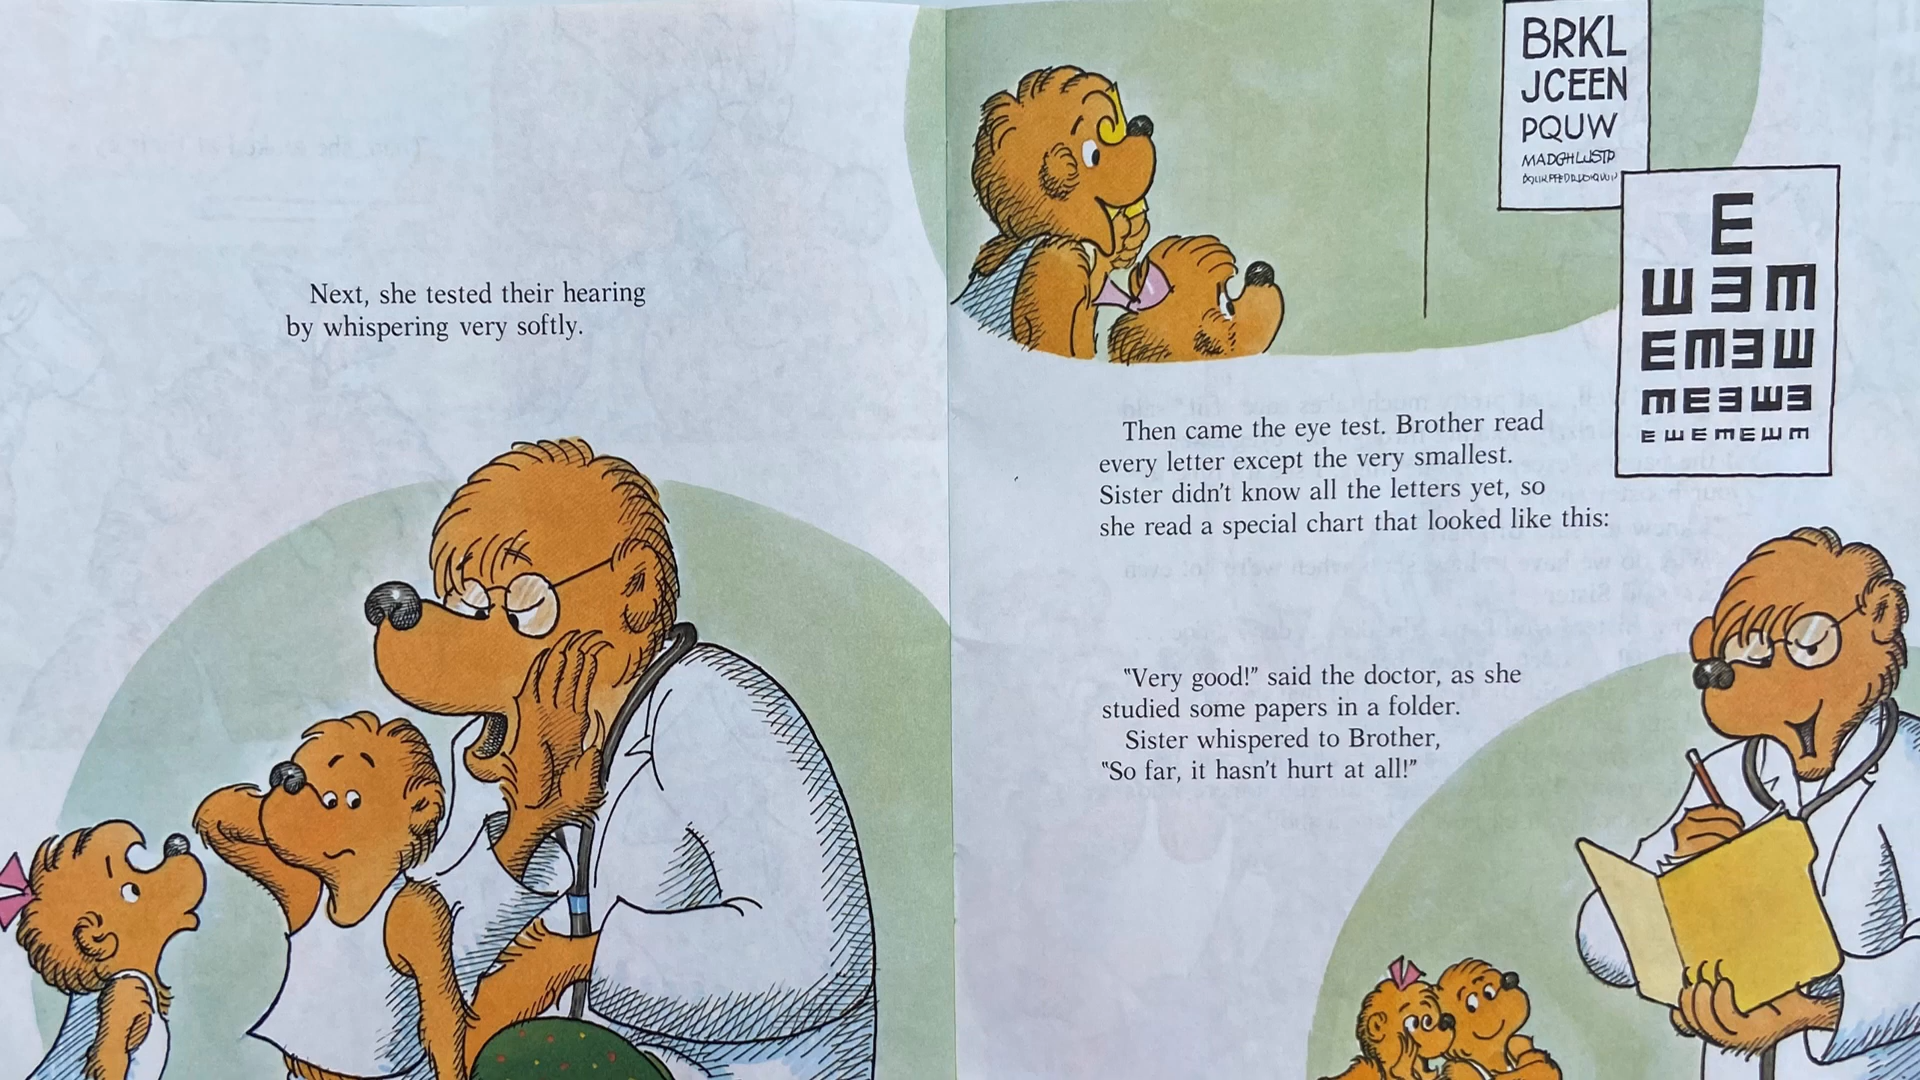 Next, she tested their hearing
by whispering very softly.
BRKL
JCEEN
PQUW
E
Then came the eye test. Brother read
every letter except the very smallest.
Sister didn't know all the letters yet, so
she read a special chart that looked like this:
"Very good!" said the doctor, as she
studied some papers in a folder.
Sister whispered to Brother,
"So far, it hasn't hurt at all!"